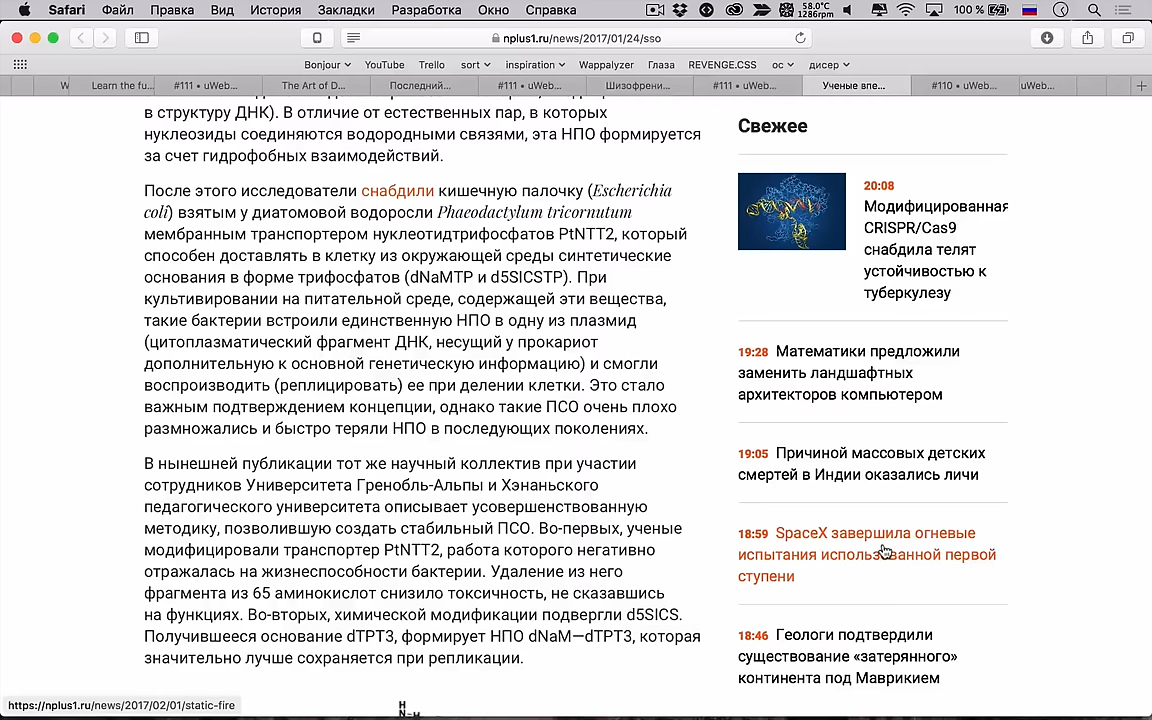 Safari Файл Правка Вид История Закладки Разработка Окно Справка 58.0°C 1286rpm 100 %
nplus1.ru/news/2017/01/24/sso
Bonjour YouTube Trello sort inspiration Wappalyzer Глаза REVENGE.CSS ос дисер
W Learn the fu... #111 • uWeb... The Art of D... Последний... #111 • uWeb... Шизофрени... #111 • uWeb... Ученые впе... #110 • uWeb... uWeb...
в структуру ДНК). В отличие от естественных пар, в которых
нуклеозиды соединяются водородными связями, эта НПО формируется
за счет гидрофобных взаимодействий.
После этого исследователи снабдили кишечную палочку (Escherichia
coli) взятым у диатомовой водоросли Phaeodactylum tricornutum
мембранным транспортером нуклеотидтрифосфатов PtNTT2, который
способен доставлять в клетку из окружающей среды синтетические
основания в форме трифосфатов (dNaMTP и d5SICSTP). При
культивировании на питательной среде, содержащей эти вещества,
такие бактерии встроили единственную НПО в одну из плазмид
(цитоплазматический фрагмент ДНК, несущий у прокариот
дополнительную к основной генетическую информацию) и смогли
воспроизводить (реплицировать) ее при делении клетки. Это стало
важным подтверждением концепции, однако такие ПСО очень плохо
размножались и быстро теряли НПО в последующих поколениях.
В нынешней публикации тот же научный коллектив при участии
сотрудников Университета Гренобль-Альпы и Хэнаньского
педагогического университета описывает усовершенствованную
методику, позволившую создать стабильный ПСО. Во-первых, ученые
модифицировали транспортер PtNTT2, работа которого негативно
отражалась на жизнеспособности бактерии. Удаление из него
фрагмента из 65 аминокислот снизило токсичность, не сказавшись
на функциях. Во-вторых, химической модификации подвергли d5SICS.
Получившееся основание dTPT3, формирует НПО dNaM—dTPT3, которая
значительно лучше сохраняется при репликации.
H
N-H
Свежее
20:08
Модифицированная
CRISPR/Cas9
снабдила телят
устойчивостью к
туберкулезу
19:28 Математики предложили
заменить ландшафтных
архитекторов компьютером
19:05 Причиной массовых детских
смертей в Индии оказались личи
18:59 SpaceX завершила огневые
испытания использованной первой
ступени
18:46 Геологи подтвердили
существование «затерянного»
континента под Маврикием
https://nplus1.ru/news/2017/02/01/static-fire